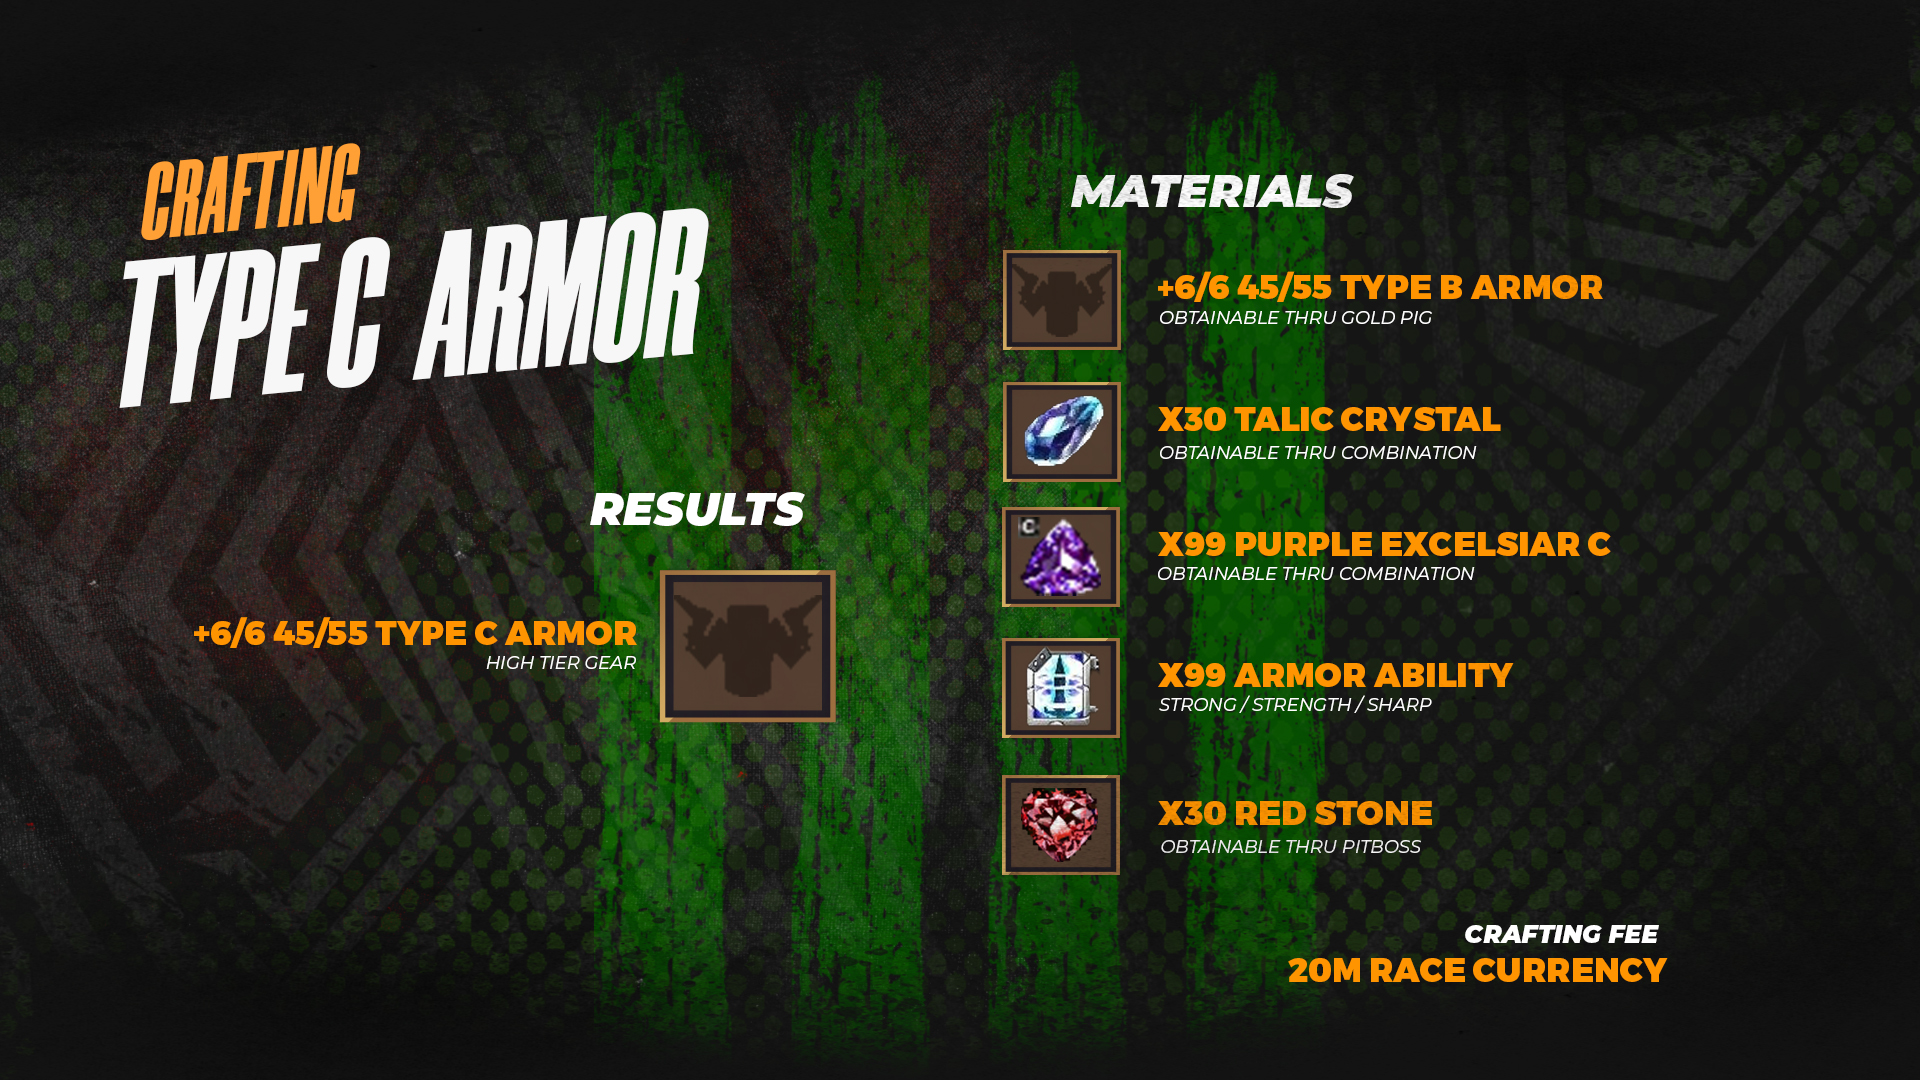 CRAFTING
TYPE C ARMOR
RESULTS
+6/6 45/55 TYPE C ARMOR
HIGH TIER GEAR
MATERIALS
+6/6 45/55 TYPE B ARMOR
OBTAINABLE THRU GOLD PIG
X30 TALIC CRYSTAL
OBTAINABLE THRU COMBINATION
C
X99 PURPLE EXCELSIAR C
OBTAINABLE THRU COMBINATION
X99 ARMOR ABILITY
STRONG / STRENGTH / SHARP
X30 RED STONE
OBTAINABLE THRU PITBOSS
CRAFTING FEE
20M RACE CURRENCY